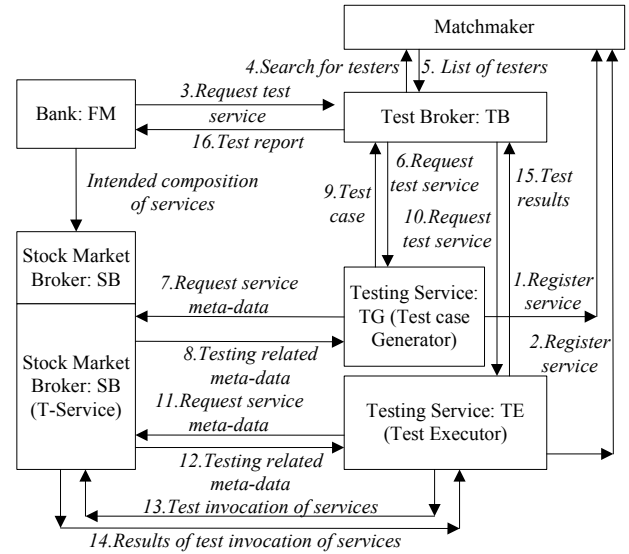 Matchmaker
4.Search for testers
5. List of testers
3.Request test
service
Bank: FM
Test Broker: TB
16.Test report
6.Request
test service
15.Test
results
9.Test
case
10.Request
test service
Intended composition
of services
Stock Market
Broker: SB
7.Request service
meta-data
Testing Service:
TG (Test case
Generator)
1.Register
service
8.Testing related
meta-data
2.Register
service
Stock Market
Broker: SB
(T-Service)
11.Request service
meta-data
Testing Service: TE
(Test Executor)
12.Testing related
meta-data
13.Test invocation of services
14.Results of test invocation of services